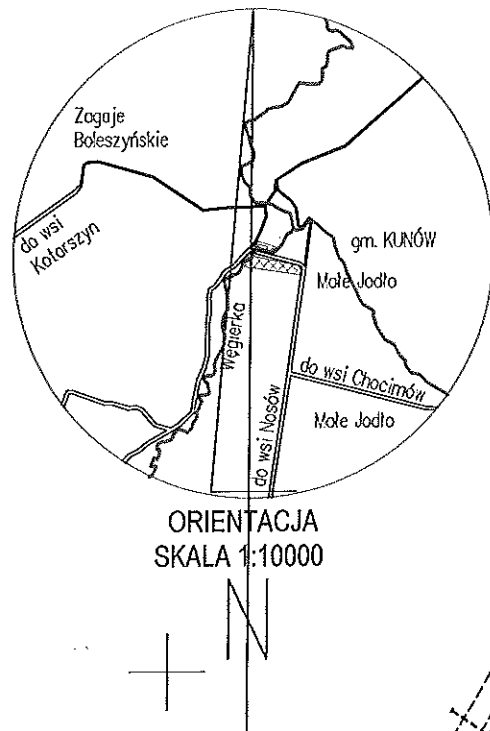 Zagaje
Boleszyńskie
do wsi
Kotarszyn
gm. KUNÓW
Małe Jodło
Węgierka
do wsi Chocimów
Małe Jodło
do wsi Nosów
ORIENTACJA
SKALA 1:10000
N